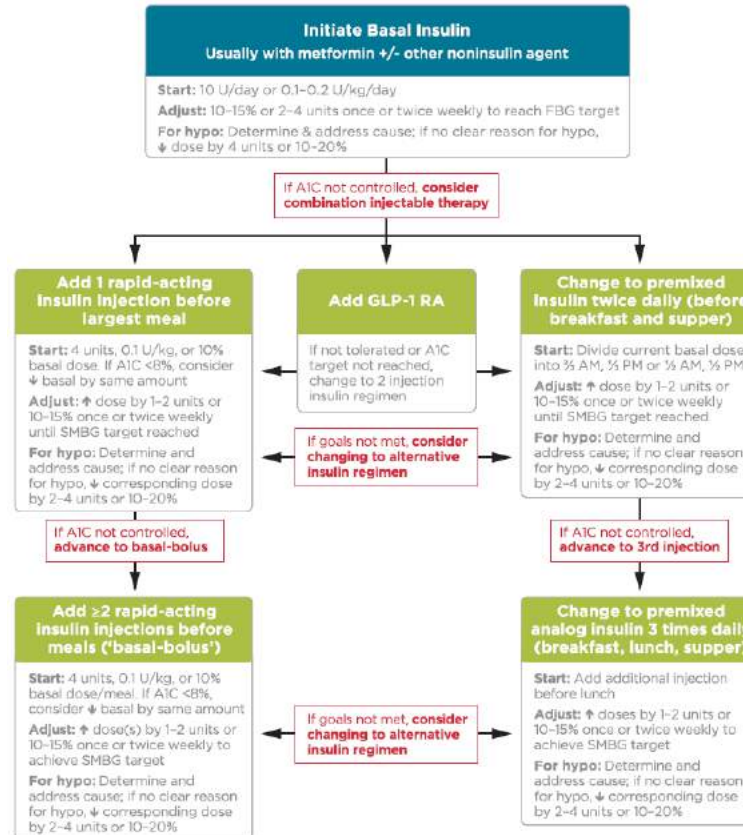 Initiate Basal Insulin
Usually with metformin +/- other noninsulin agent
Start: 10 U/day or 0.1–0.2 U/kg/day
Adjust: 10–15% or 2–4 units once or twice weekly to reach FBG target
For hypo: Determine & address cause; if no clear reason for hypo,
↓ dose by 4 units or 10–20%
If A1C not controlled, consider
combination injectable therapy
Add 1 rapid-acting
insulin injection before
largest meal
Start: 4 units, 0.1 U/kg, or 10%
basal dose. If A1C <8%, consider
↓ basal by same amount
Adjust: ↑ dose by 1–2 units or
10–15% once or twice weekly
until SMBG target reached
For hypo: Determine and
address cause; if no clear reason
for hypo, ↓ corresponding dose
by 2–4 units or 10–20%
Add GLP-1 RA
If not tolerated or A1C
target not reached,
change to 2 injection
insulin regimen
Change to premixed
insulin twice daily (before
breakfast and supper)
Start: Divide current basal dose
into ⅔ AM, ⅓ PM or ½ AM, ½ PM
Adjust: ↑ dose by 1–2 units or
10–15% once or twice weekly
until SMBG target reached
For hypo: Determine and
address cause; if no clear reason
for hypo, ↓ corresponding dose
by 2–4 units or 10–20%
If goals not met, consider
changing to alternative
insulin regimen
If A1C not controlled,
advance to basal-bolus
If A1C not controlled,
advance to 3rd injection
Add ≥2 rapid-acting
insulin injections before
meals ('basal-bolus')
Start: 4 units, 0.1 U/kg, or 10%
basal dose/meal. If A1C <8%,
consider ↓ basal by same amount
Adjust: ↑ dose(s) by 1–2 units or
10–15% once or twice weekly to
achieve SMBG target
For hypo: Determine and
address cause; if no clear reason
for hypo, ↓ corresponding dose
by 2–4 units or 10–20%
If goals not met, consider
changing to alternative
insulin regimen
Change to premixed
analog insulin 3 times daily
(breakfast, lunch, supper)
Start: Add additional injection
before lunch
Adjust: ↑ doses by 1–2 units or
10–15% once or twice weekly to
achieve SMBG target
For hypo: Determine and
address cause; if no clear reason
for hypo, ↓ corresponding dose
by 2–4 units or 10–20%